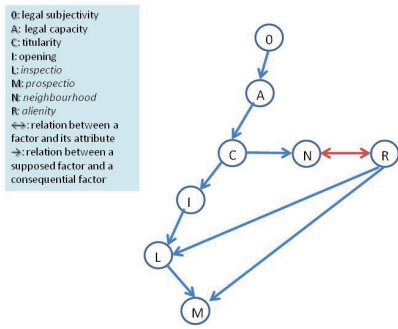 0: legal subjectivity
A: legal capacity
C: titularity
I: opening
L: inspectio
M: prospectio
N: neighbourhood
R: alienity
↔: relation between a
factor and its attribute
→: relation between a
supposed factor and a
consequential factor
0
A
C
N
R
I
L
M